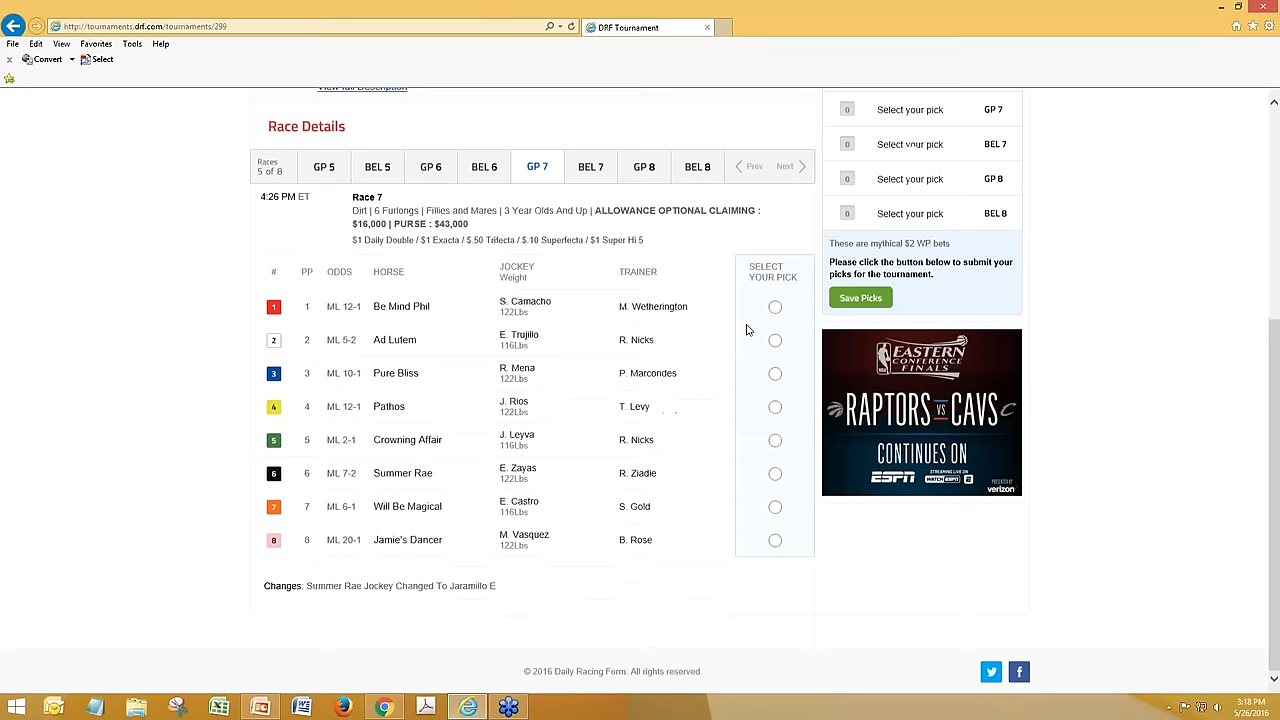 http://tournaments.drf.com/tournaments/299
DRF Tournament
File Edit View Favorites Tools Help
Convert Select
View full Description
Race Details
Races
5 of 8
GP 5 BEL 5 GP 6 BEL 6 GP 7 BEL 7 GP 8 BEL 8 Prev Next
4:26 PM ET
Race 7
Dirt | 6 Furlongs | Fillies and Mares | 3 Year Olds And Up | ALLOWANCE OPTIONAL CLAIMING :
$16,000 | PURSE : $43,000
$1 Daily Double / $1 Exacta / $.50 Trifecta / $.10 Superfecta / $1 Super Hi 5
# PP ODDS HORSE JOCKEY Weight TRAINER SELECT YOUR PICK
1 1 ML 12-1 Be Mind Phil S. Camacho 122Lbs M. Wetherington
2 2 ML 5-2 Ad Lutem E. Trujillo 116Lbs R. Nicks
3 3 ML 10-1 Pure Bliss R. Mena 122Lbs P. Marcondes
4 4 ML 12-1 Pathos J. Rios 122Lbs T. Levy
5 5 ML 2-1 Crowning Affair J. Leyva 116Lbs R. Nicks
6 6 ML 7-2 Summer Rae E. Zayas 122Lbs R. Ziadie
7 7 ML 6-1 Will Be Magical E. Castro 116Lbs S. Gold
8 8 ML 20-1 Jamie's Dancer M. Vasquez 122Lbs B. Rose
Changes: Summer Rae Jockey Changed To Jaramillo E
0 Select your pick GP 7
0 Select your pick BEL 7
0 Select your pick GP 8
0 Select your pick BEL 8
These are mythical $2 WP bets
Please click the button below to submit
your picks for the tournament.
Save Picks
NBA
EASTERN
CONFERENCE
FINALS
RAPTORS VS CAVS
CONTINUES ON
ESPN STREAMING LIVE ON WATCH ESPN
PRESENTED BY
verizon
© 2016 Daily Racing Form. All rights reserved.
3:18 PM
5/26/2016